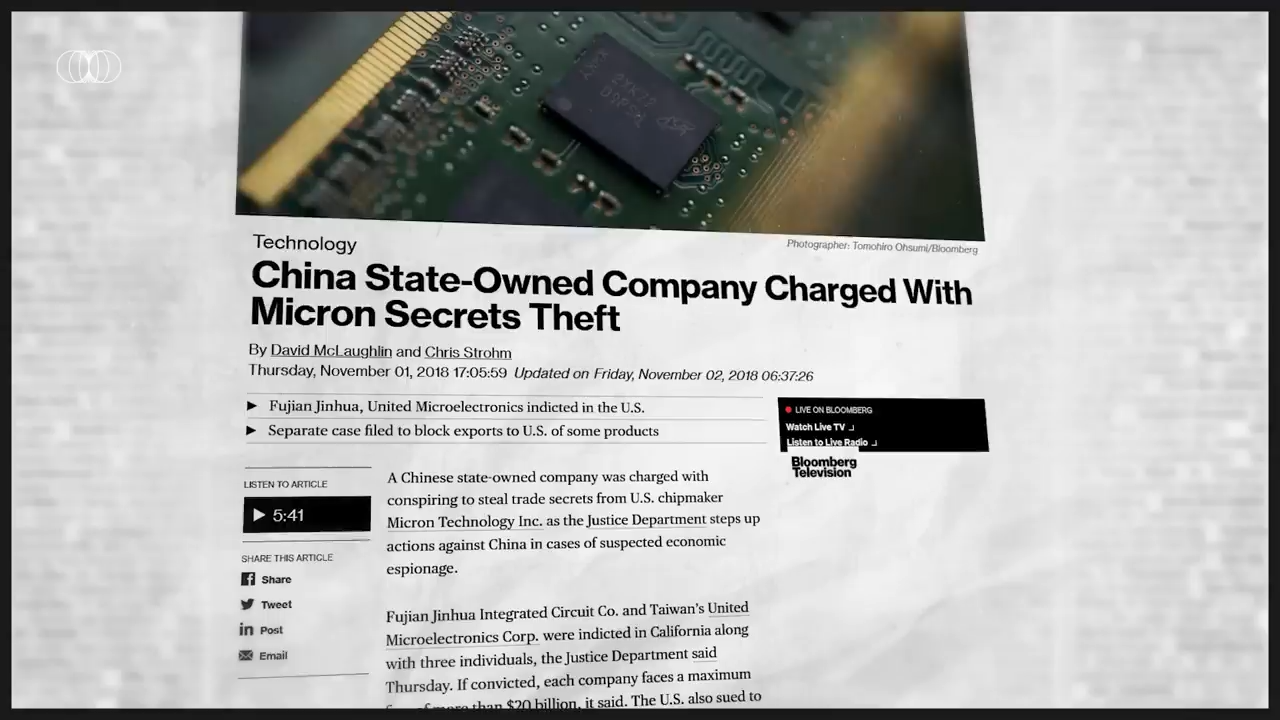 Photographer: Tomohiro Ohsumi/Bloomberg
Technology
China State-Owned Company Charged With
Micron Secrets Theft
By David McLaughlin and Chris Strohm
Thursday, November 01, 2018 17:05:59 Updated on Friday, November 02, 2018 06:37:26
► Fujian Jinhua, United Microelectronics indicted in the U.S.
► Separate case filed to block exports to U.S. of some products
LIVE ON BLOOMBERG
Watch Live TV
Listen to Live Radio
Bloomberg
Television
LISTEN TO ARTICLE
5:41
SHARE THIS ARTICLE
Share
Tweet
Post
Email
A Chinese state-owned company was charged with
conspiring to steal trade secrets from U.S. chipmaker
Micron Technology Inc. as the Justice Department steps up
actions against China in cases of suspected economic
espionage.
Fujian Jinhua Integrated Circuit Co. and Taiwan's United
Microelectronics Corp. were indicted in California along
with three individuals, the Justice Department said
Thursday. If convicted, each company faces a maximum
of more than $20 billion, it said. The U.S. also sued to